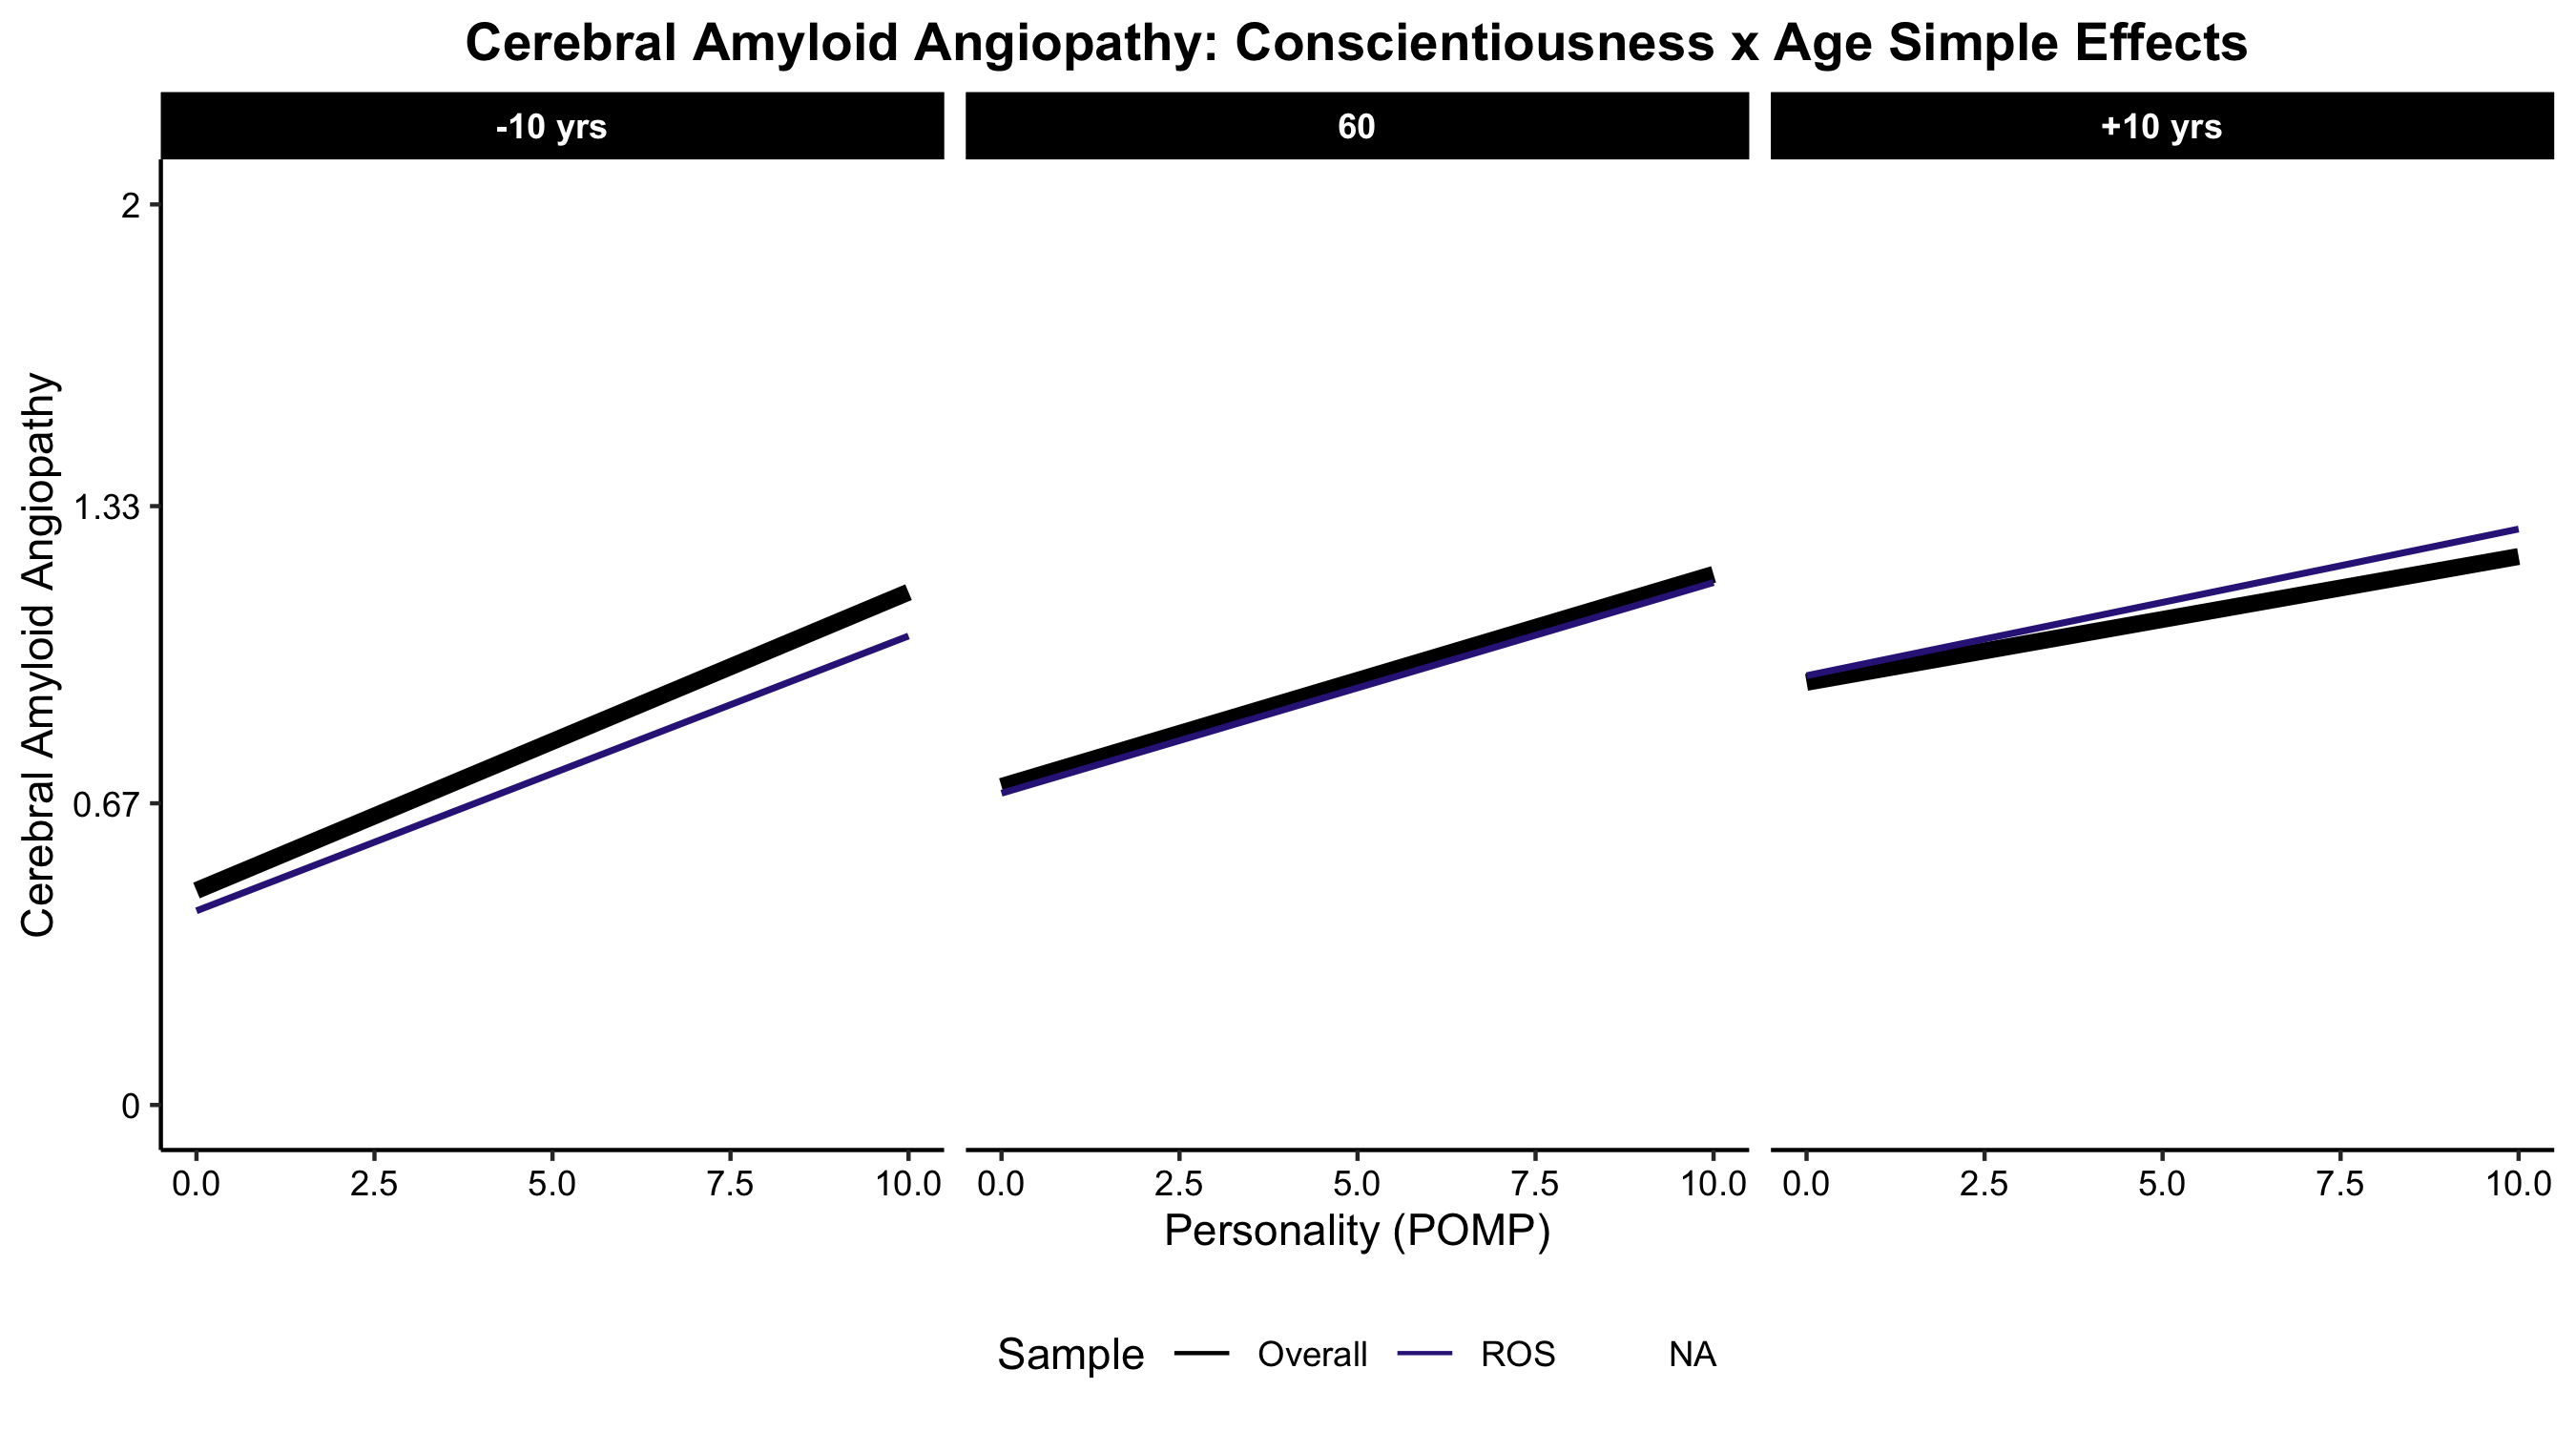 Cerebral Amyloid Angiopathy: Conscientiousness x Age Simple Effects
-10 yrs 60 +10 yrs
Cerebral Amyloid Angiopathy
2
1.33
0.67
0
0.0 2.5 5.0 7.5 10.0 0.0 2.5 5.0 7.5 10.0 0.0 2.5 5.0 7.5 10.0
Personality (POMP)
Sample Overall ROS NA